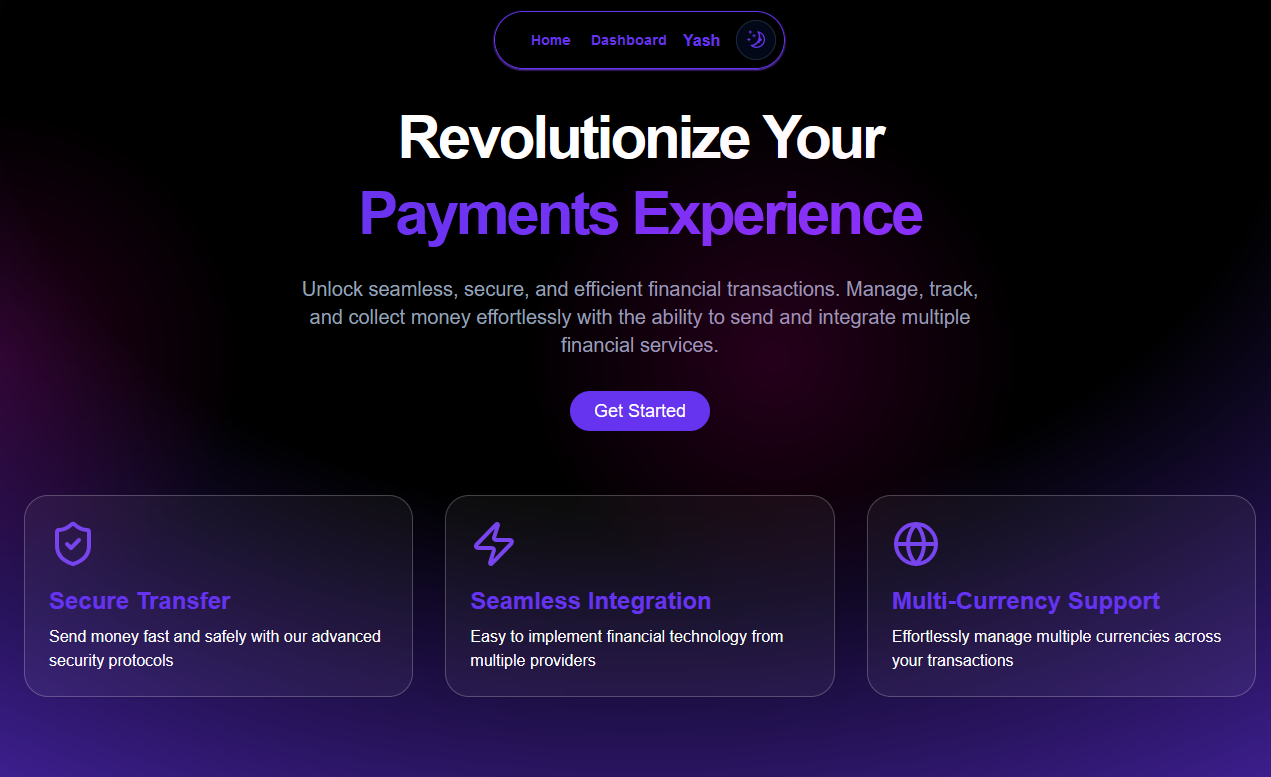 Home Dashboard Yash
Revolutionize Your
Payments Experience
Unlock seamless, secure, and efficient financial transactions. Manage, track,
and collect money effortlessly with the ability to send and integrate multiple
financial services.
Get Started
Secure Transfer
Send money fast and safely with our advanced
security protocols
Seamless Integration
Easy to implement financial technology from
multiple providers
Multi-Currency Support
Effortlessly manage multiple currencies across
your transactions